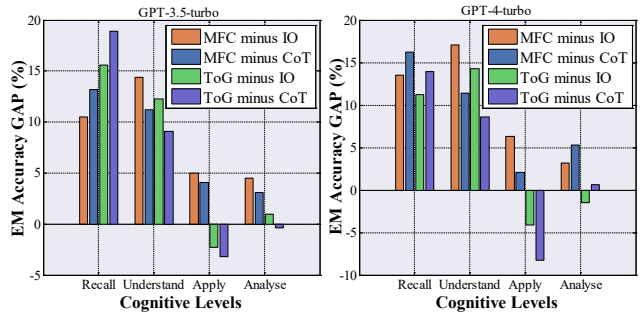 GPT-3.5-turbo
EM Accuracy GAP (%)
20
15
10
5
0
-5
MFC minus IO
MFC minus CoT
ToG minus IO
ToG minus CoT
Recall Understand Apply Analyse
Cognitive Levels
GPT-4-turbo
EM Accuracy GAP (%)
20
15
10
5
0
-5
-10
MFC minus IO
MFC minus CoT
ToG minus IO
ToG minus CoT
Recall Understand Apply Analyse
Cognitive Levels